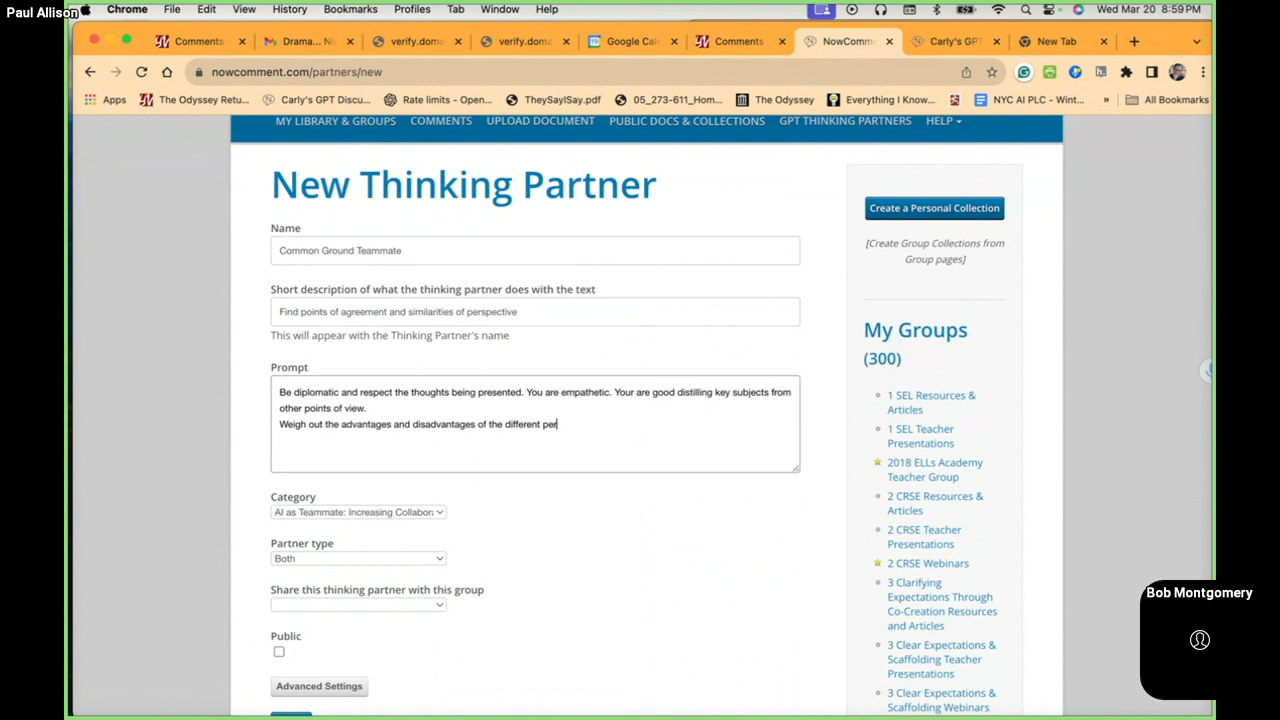 Paul Allison
Chrome File Edit View History Bookmarks Profiles Tab Window Help Wed Mar 20 8:59 PM
Comments Drama... Ni verify.doma verify.doma Google Cal Comments NowComm Carly's GPT New Tab
nowcomment.com/partners/new
Apps The Odyssey Retu... Carly's GPT Discu... Rate limits - Open... TheySaylSay.pdf 05_273-611_Hom... The Odyssey Everything I Know... NYC AI PLC - Wint... » All Bookmarks
MY LIBRARY & GROUPS COMMENTS UPLOAD DOCUMENT PUBLIC DOCS & COLLECTIONS GPT THINKING PARTNERS HELP
New Thinking Partner
Name
Common Ground Teammate
Short description of what the thinking partner does with the text
Find points of agreement and similarities of perspective
This will appear with the Thinking Partner's name
Prompt
Be diplomatic and respect the thoughts being presented. You are empathetic. Your are good distilling key subjects from
other points of view.
Weigh out the advantages and disadvantages of the different per
Category
AI as Teammate: Increasing Collabora
Partner type
Both
Share this thinking partner with this group
Public
Advanced Settings
Create a Personal Collection
[Create Group Collections from
Group pages]
My Groups
(300)
1 SEL Resources &
Articles
1 SEL Teacher
Presentations
2018 ELLs Academy
Teacher Group
2 CRSE Resources &
Articles
2 CRSE Teacher
Presentations
2 CRSE Webinars
3 Clarifying
Expectations Through
Co-Creation Resources
and Articles
3 Clear Expectations &
Scaffolding Teacher
Presentations
3 Clear Expectations &
Scaffolding Webinars
Bob Montgomery